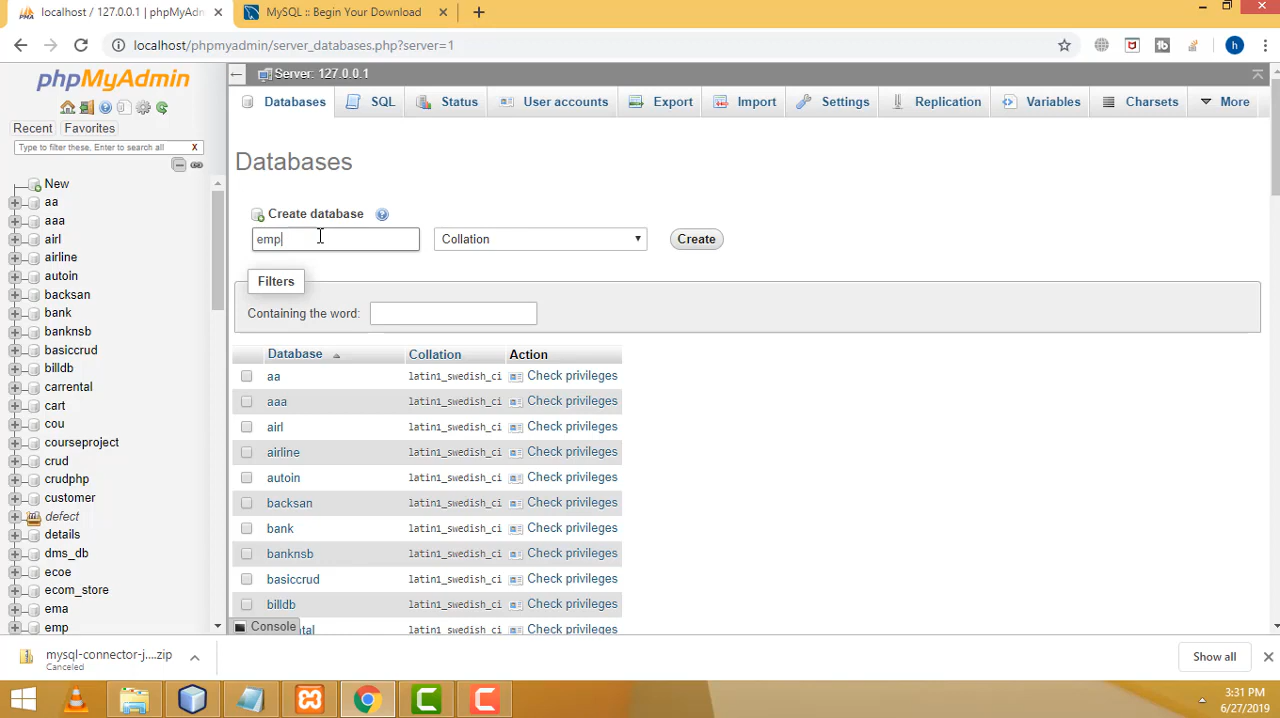 localhost / 127.0.0.1 | phpMyAdn
MySQL :: Begin Your Download
localhost/phpmyadmin/server_databases.php?server=1
h
phpMyAdmin
Recent
Favorites
Type to filter these, Enter to search all
X
New
aa
aaa
airl
airline
autoin
backsan
bank
banknsb
basiccrud
billdb
carrental
cart
cou
courseproject
crud
crudphp
customer
defect
details
dms_db
ecoe
ecom_store
ema
emp
Server: 127.0.0.1
Databases
SQL
Status
User accounts
Export
Import
Settings
Replication
Variables
Charsets
More
Databases
Create database
emp
Collation
Create
Filters
Containing the word:
Database
Collation
Action
aa latin1_swedish_ci Check privileges
aaa latin1_swedish_ci Check privileges
airl latin1_swedish_ci Check privileges
airline latin1_swedish_ci Check privileges
autoin latin1_swedish_ci Check privileges
backsan latin1_swedish_ci Check privileges
bank latin1_swedish_ci Check privileges
banknsb latin1_swedish_ci Check privileges
basiccrud latin1_swedish_ci Check privileges
billdb latin1_swedish_ci Check privileges
ntal latin1_swedish_ci Check privileges
Console
mysql-connector-j....zip
Canceled
Show all
3:31 PM
6/27/2019